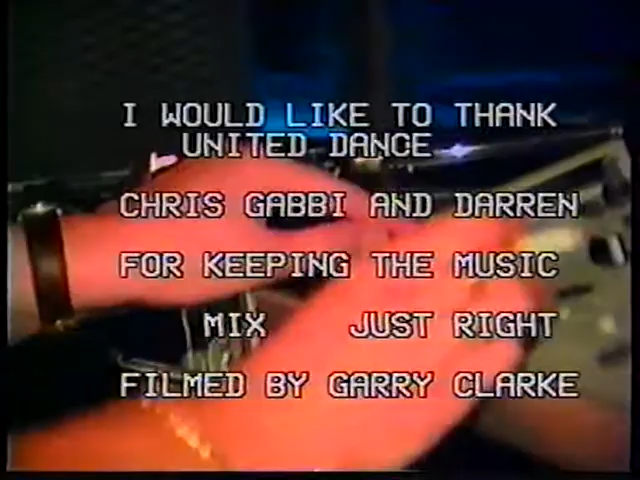 I WOULD LIKE TO THANK
UNITED DANCE
CHRIS GABBI AND DARREN
FOR KEEPING THE MUSIC
MIX JUST RIGHT
FILMED BY GARRY CLARKE